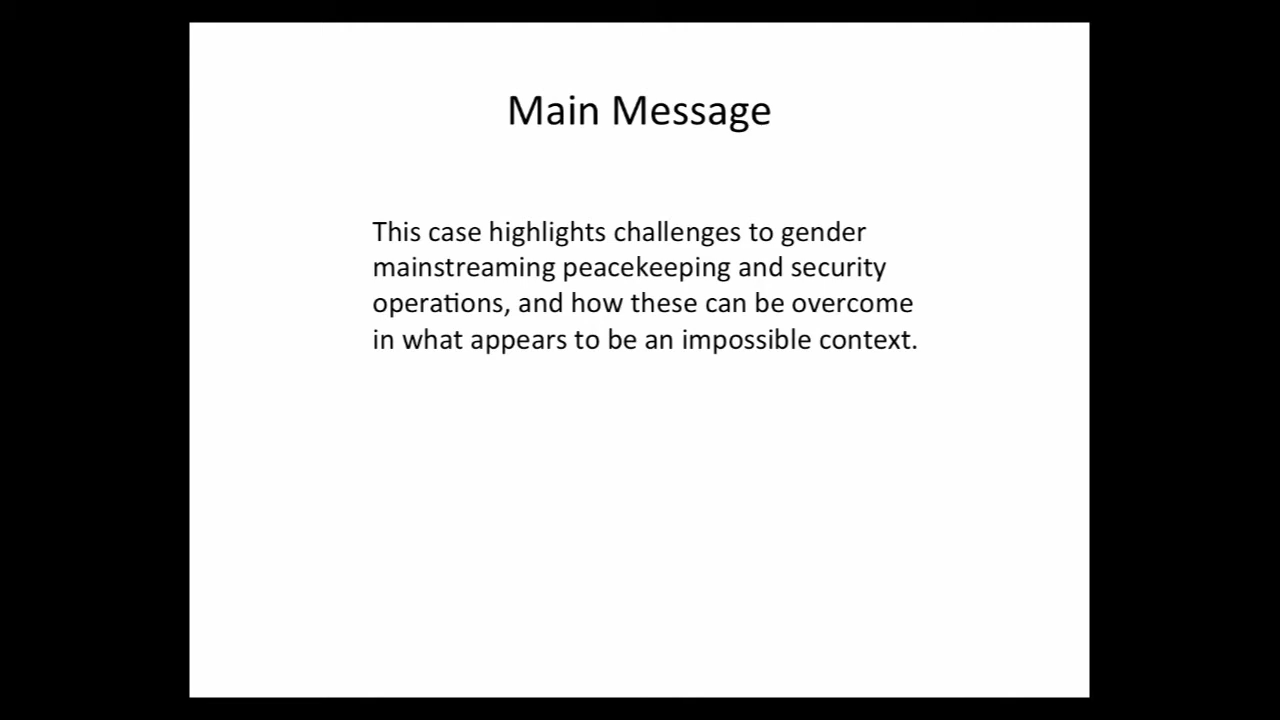 Main Message
This case highlights challenges to gender
mainstreaming peacekeeping and security
operations, and how these can be overcome
in what appears to be an impossible context.